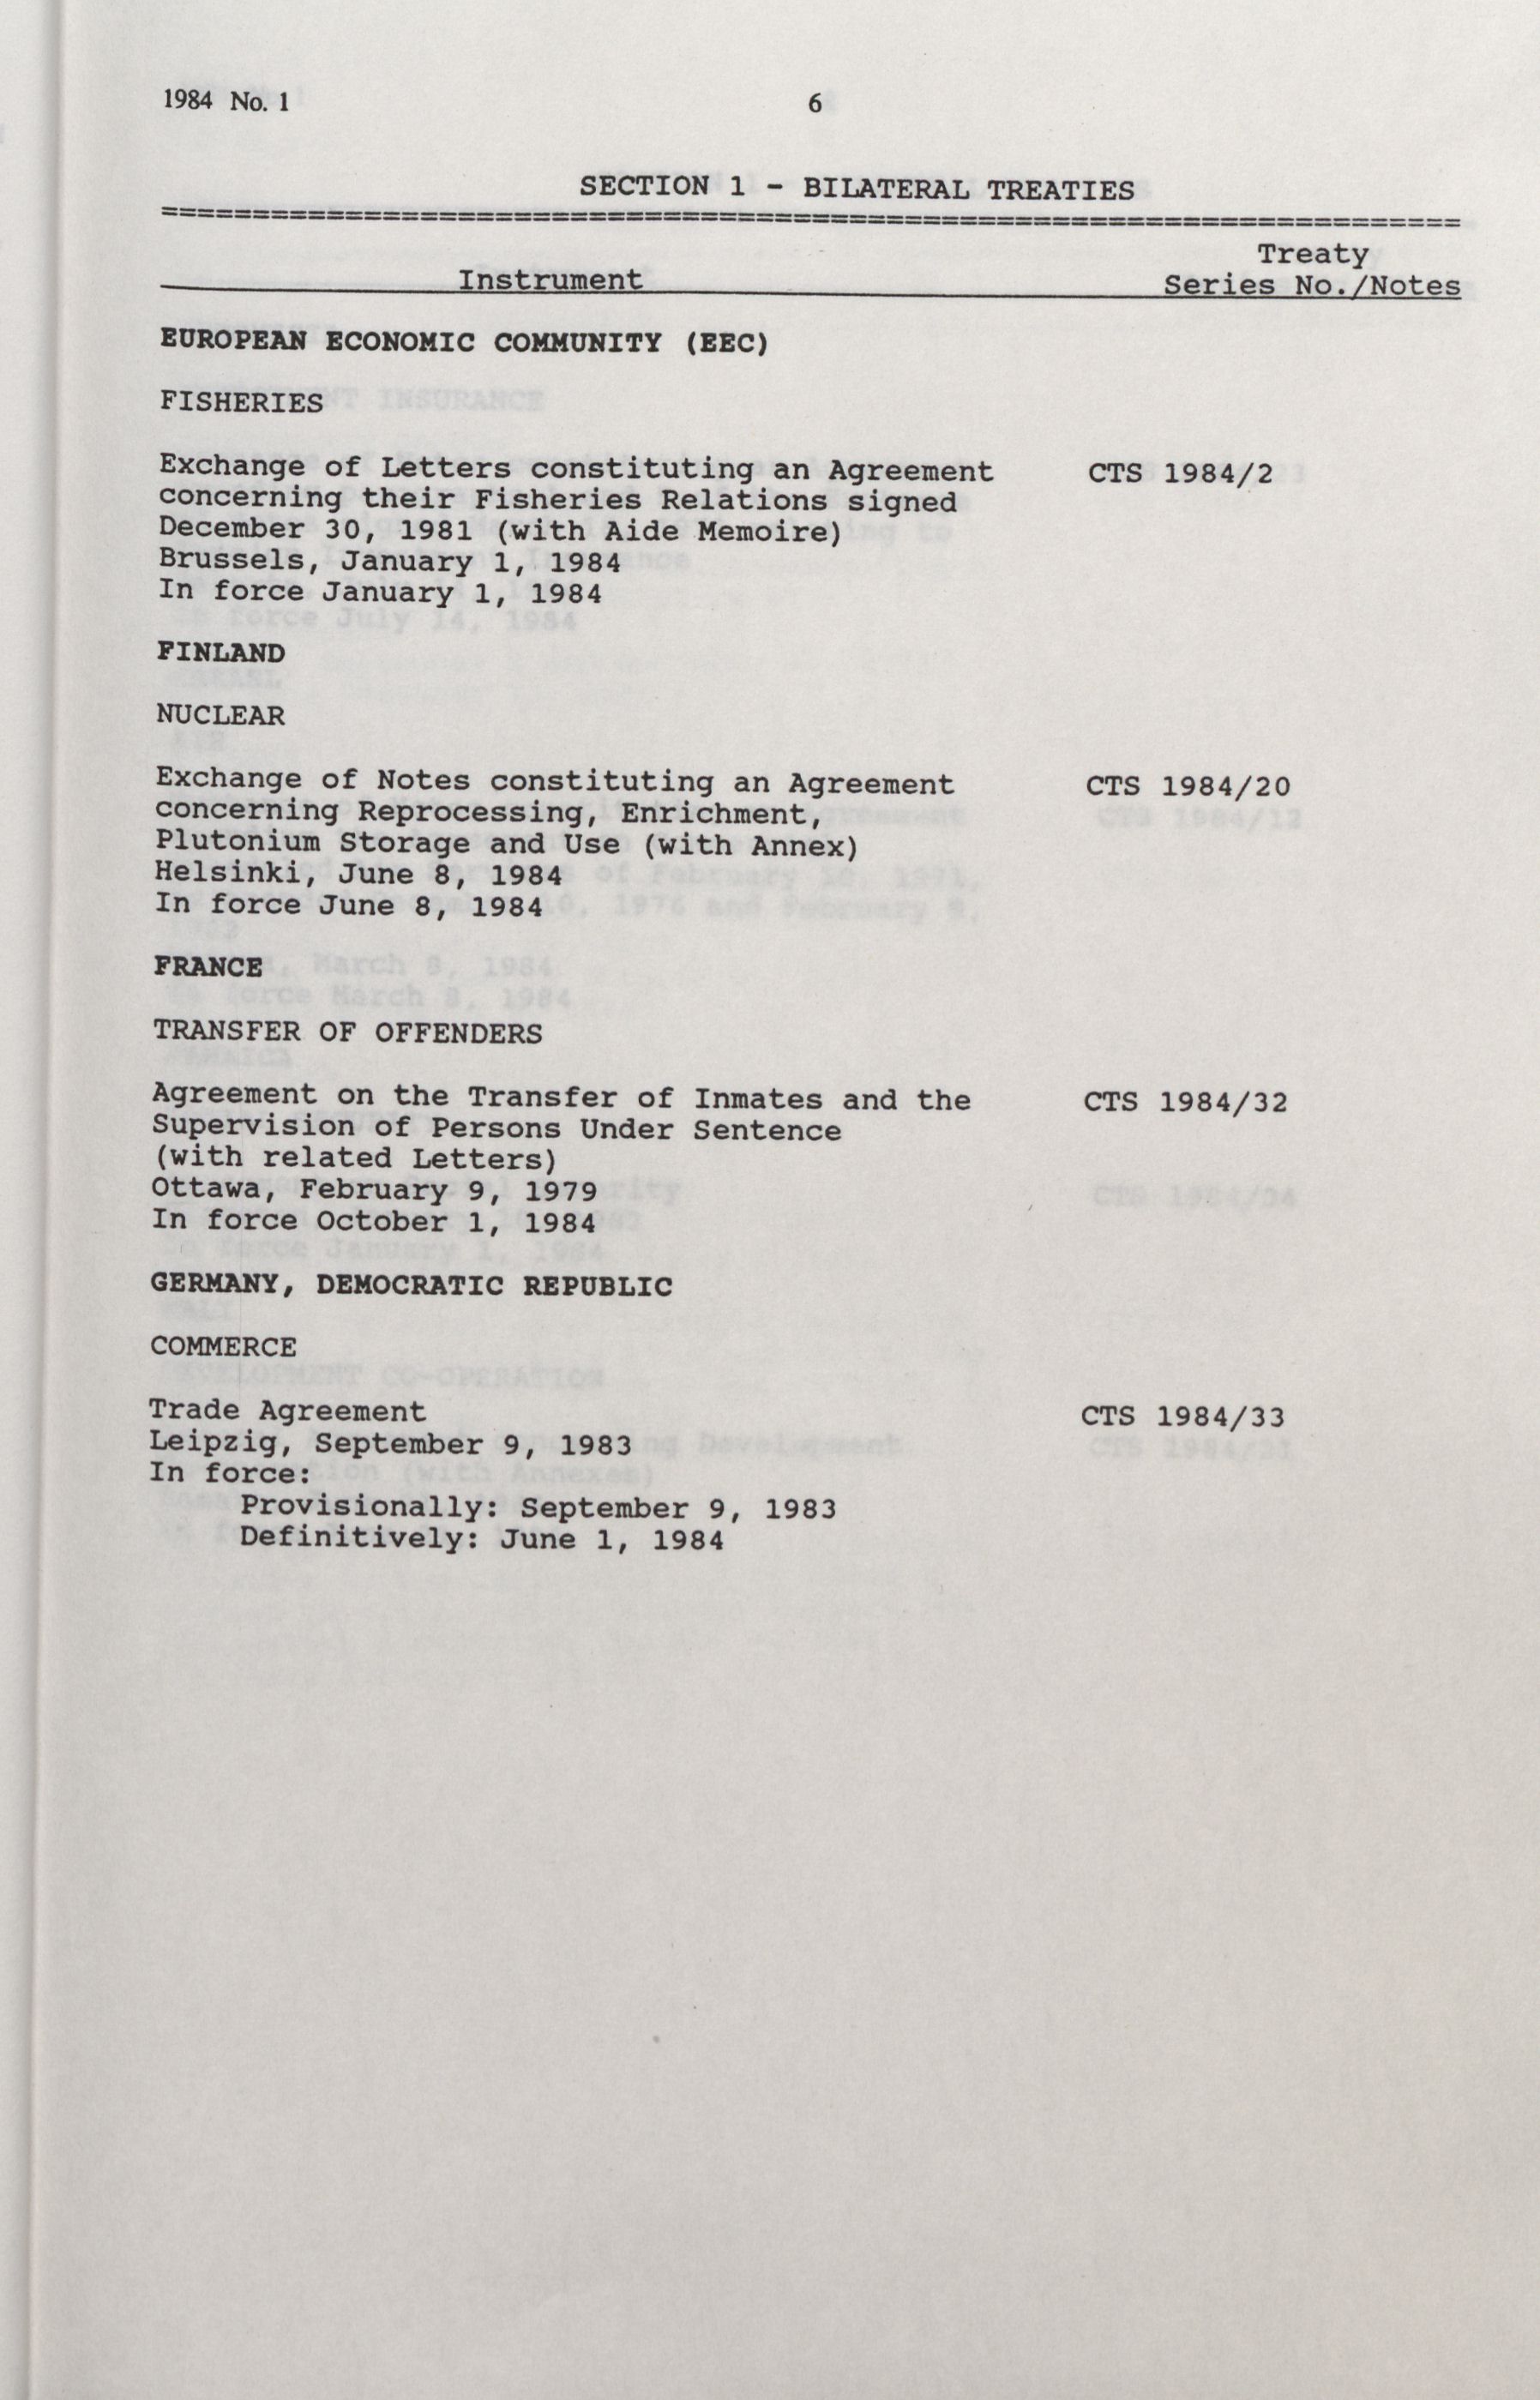 1984 No. 1
6
SECTION 1 - BILATERAL TREATIES
Instrument
Treaty
Series No./Notes
EUROPEAN ECONOMIC COMMUNITY (EEC)
FISHERIES
Exchange of Letters constituting an Agreement CTS 1984/2
concerning their Fisheries Relations signed
December 30, 1981 (with Aide Memoire)
Brussels, January 1, 1984
In force January 1, 1984
FINLAND
NUCLEAR
Exchange of Notes constituting an Agreement CTS 1984/20
concerning Reprocessing, Enrichment,
Plutonium Storage and Use (with Annex)
Helsinki, June 8, 1984
In force June 8, 1984
FRANCE
TRANSFER OF OFFENDERS
Agreement on the Transfer of Inmates and the CTS 1984/32
Supervision of Persons Under Sentence
(with related Letters)
Ottawa, February 9, 1979
In force October 1, 1984
GERMANY, DEMOCRATIC REPUBLIC
COMMERCE
Trade Agreement CTS 1984/33
Leipzig, September 9, 1983
In force:
Provisionally: September 9, 1983
Definitively: June 1, 1984